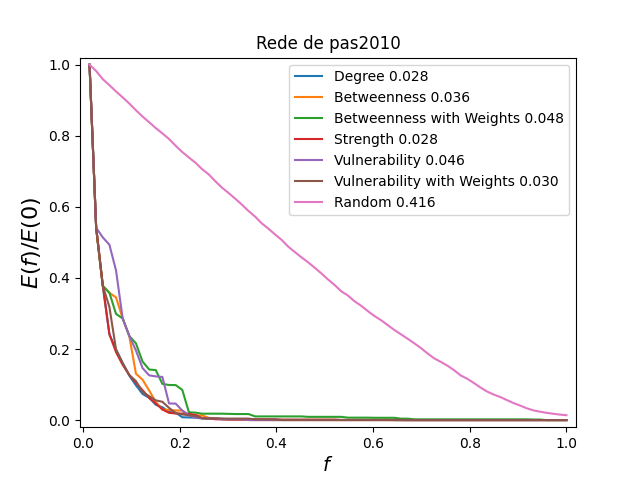 Rede de pas2010
E(f)/E(0)
1.0
0.8
0.6
0.4
0.2
0.0
Degree 0.028
Betweenness 0.036
Betweenness with Weights 0.048
Strength 0.028
Vulnerability 0.046
Vulnerability with Weights 0.030
Random 0.416
0.0 0.2 0.4 0.6 0.8 1.0
f